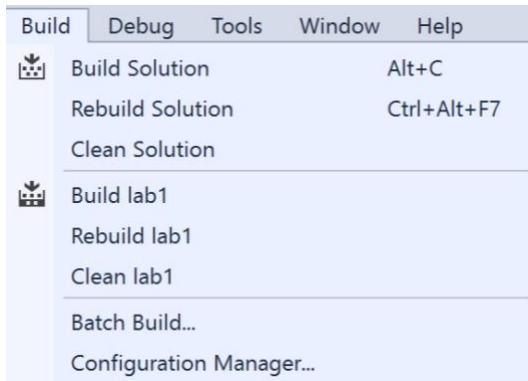 Build Debug Tools Window Help
Build Solution Alt+C
Rebuild Solution Ctrl+Alt+F7
Clean Solution
Build lab1
Rebuild lab1
Clean lab1
Batch Build...
Configuration Manager...